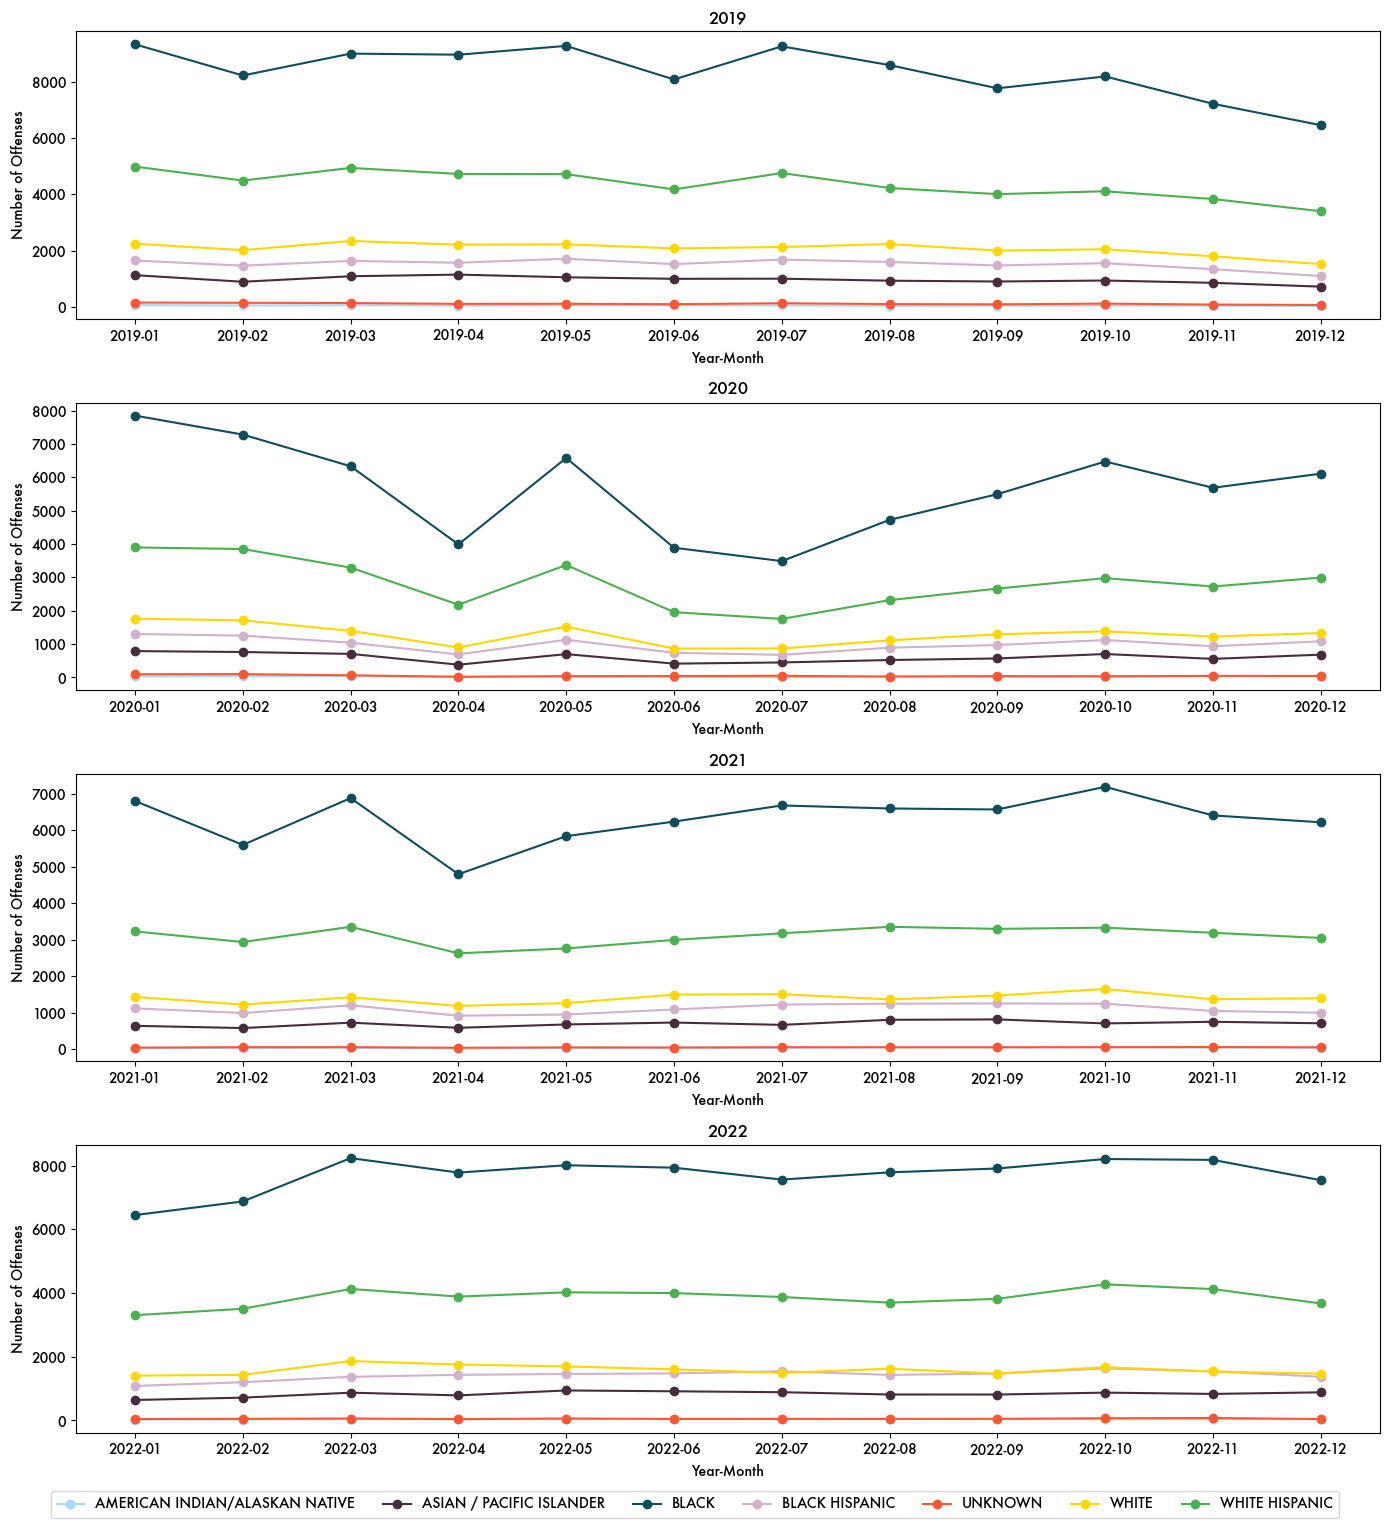 2019
Number of Offenses
8000
6000
4000
2000
0
2019-01 2019-02 2019-03 2019-04 2019-05 2019-06 2019-07 2019-08 2019-09 2019-10 2019-11 2019-12
Year-Month
2020
Number of Offenses
8000
7000
6000
5000
4000
3000
2000
1000
0
2020-01 2020-02 2020-03 2020-04 2020-05 2020-06 2020-07 2020-08 2020-09 2020-10 2020-11 2020-12
Year-Month
2021
Number of Offenses
7000
6000
5000
4000
3000
2000
1000
0
2021-01 2021-02 2021-03 2021-04 2021-05 2021-06 2021-07 2021-08 2021-09 2021-10 2021-11 2021-12
Year-Month
2022
Number of Offenses
8000
6000
4000
2000
0
2022-01 2022-02 2022-03 2022-04 2022-05 2022-06 2022-07 2022-08 2022-09 2022-10 2022-11 2022-12
Year-Month
AMERICAN INDIAN/ALASKAN NATIVE ASIAN / PACIFIC ISLANDER BLACK BLACK HISPANIC UNKNOWN WHITE WHITE HISPANIC